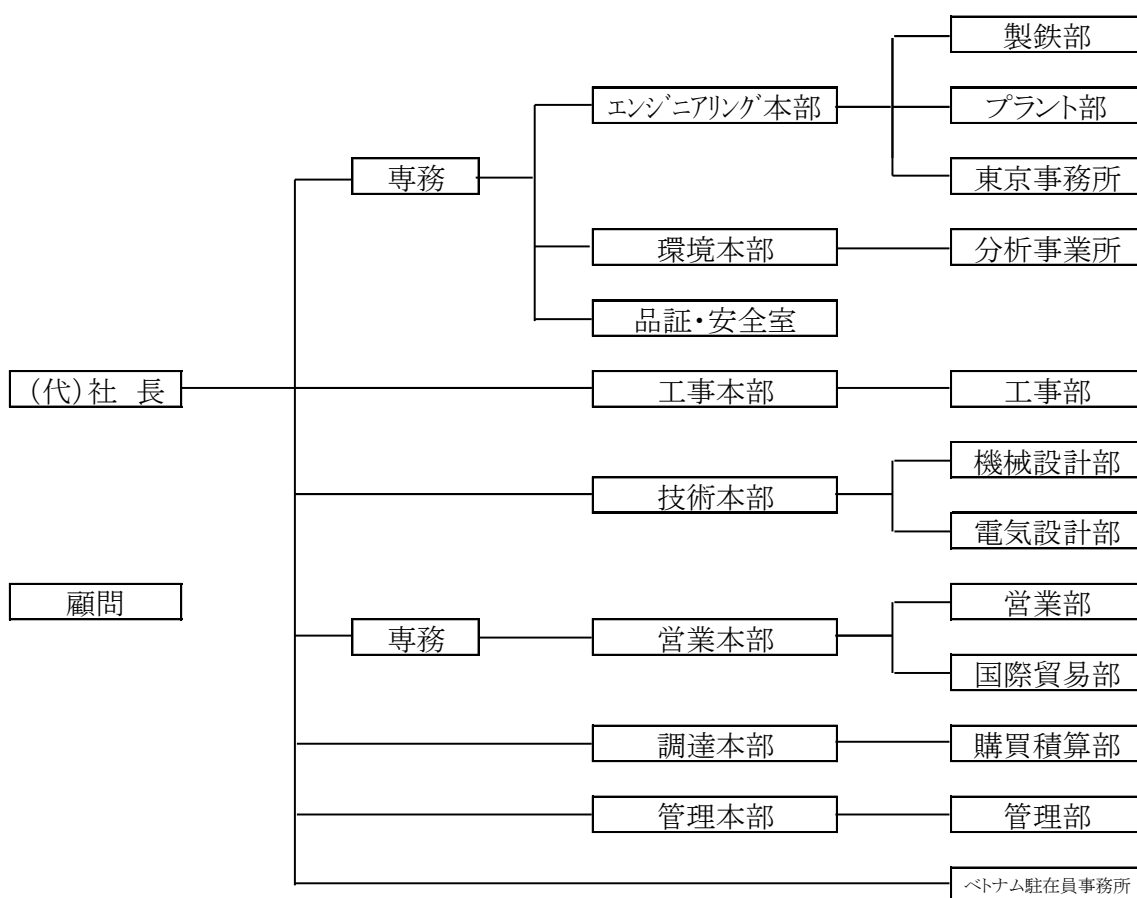 製鉄部
エンジニアリング本部
プラント部
専務
東京事務所
環境本部
分析事業所
品証・安全室
(代)社 長
工事本部
工事部
機械設計部
技術本部
電気設計部
顧問
営業部
専務
営業本部
国際貿易部
調達本部
購買積算部
管理本部
管理部
ベトナム駐在員事務所